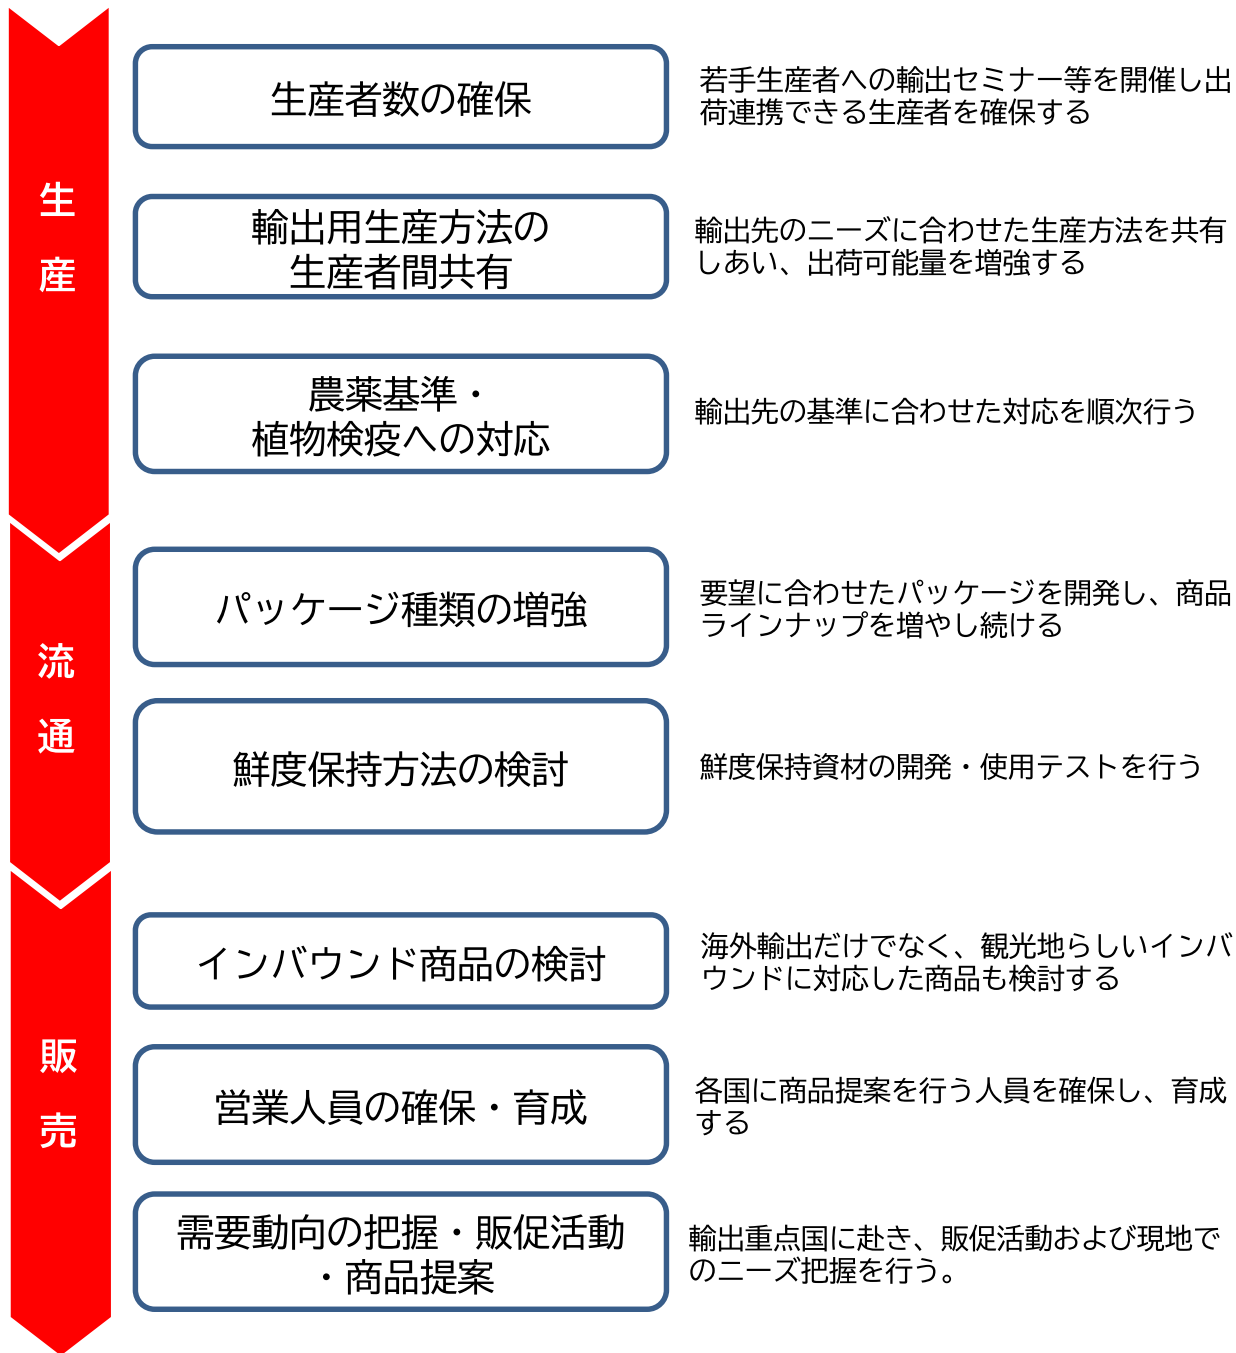 生産
生産者数の確保
若手生産者への輸出セミナー等を開催し出
荷連携できる生産者を確保する
輸出用生産方法の
生産者間共有
輸出先のニーズに合わせた生産方法を共有
しあい、出荷可能量を増強する
農薬基準・
植物検疫への対応
輸出先の基準に合わせた対応を順次行う
流通
パッケージ種類の増強
要望に合わせたパッケージを開発し、商品
ラインナップを増やし続ける
鮮度保持方法の検討
鮮度保持資材の開発・使用テストを行う
販売
インバウンド商品の検討
海外輸出だけでなく、観光地らしいインバ
ウンドに対応した商品も検討する
営業人員の確保・育成
各国に商品提案を行う人員を確保し、育成
する
需要動向の把握・販促活動
・商品提案
輸出重点国に赴き、販促活動および現地で
のニーズ把握を行う。